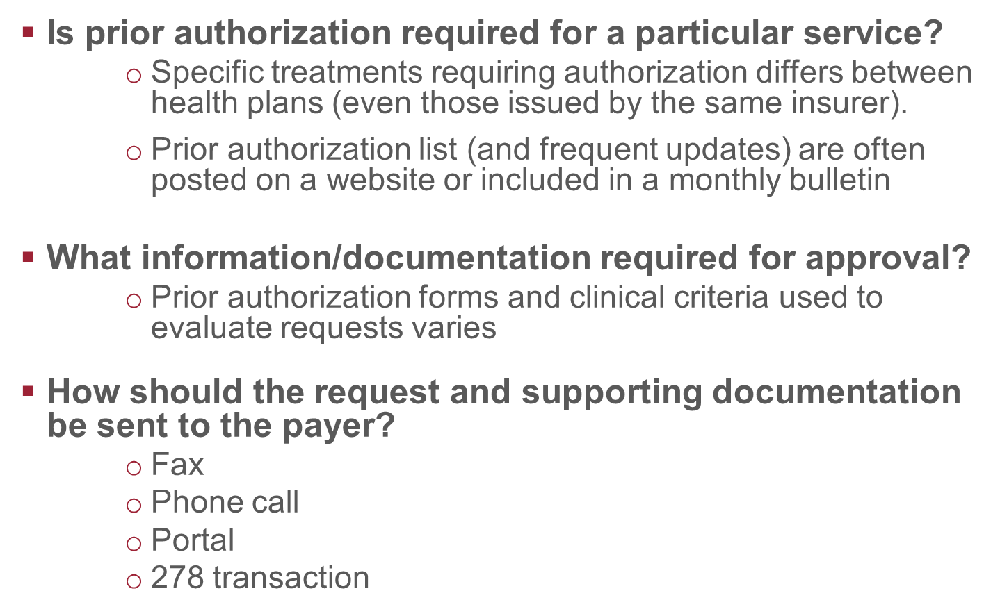 ▪ Is prior authorization required for a particular service?
o Specific treatments requiring authorization differs between
health plans (even those issued by the same insurer).
o Prior authorization list (and frequent updates) are often
posted on a website or included in a monthly bulletin
▪ What information/documentation required for approval?
o Prior authorization forms and clinical criteria used to
evaluate requests varies
▪ How should the request and supporting documentation
be sent to the payer?
o Fax
o Phone call
o Portal
o 278 transaction